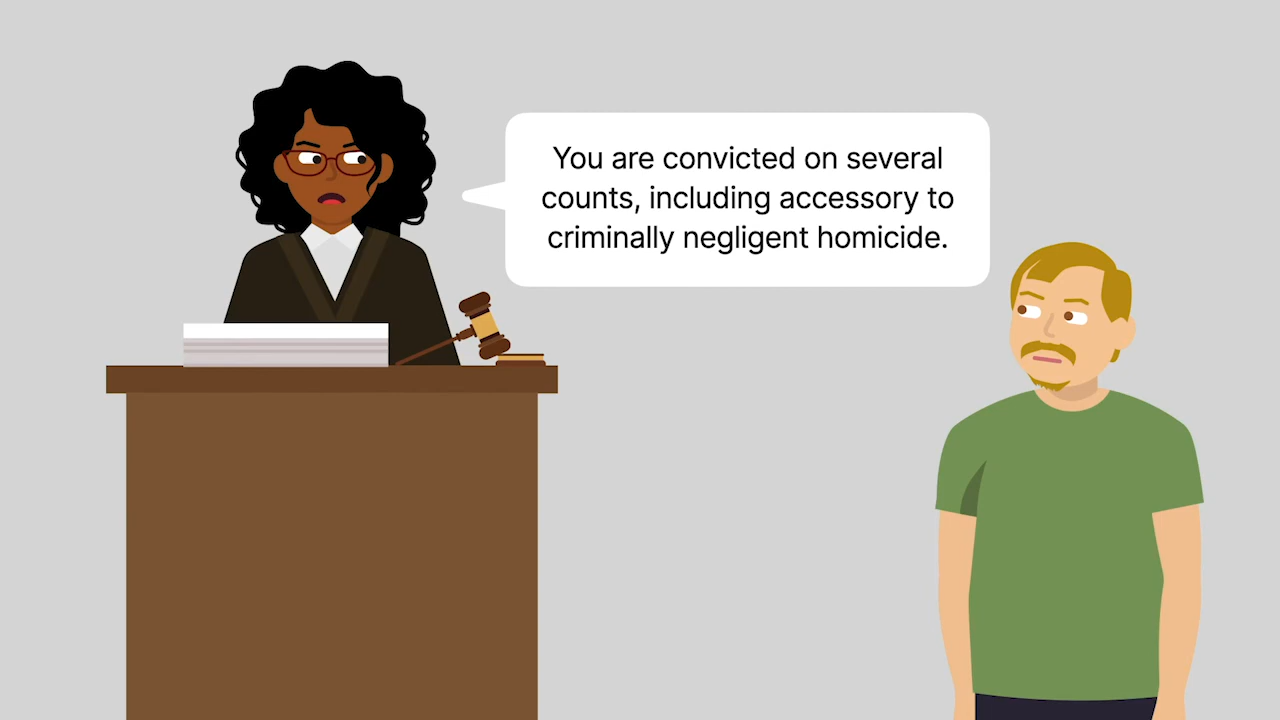 You are convicted on several
counts, including accessory to
criminally negligent homicide.